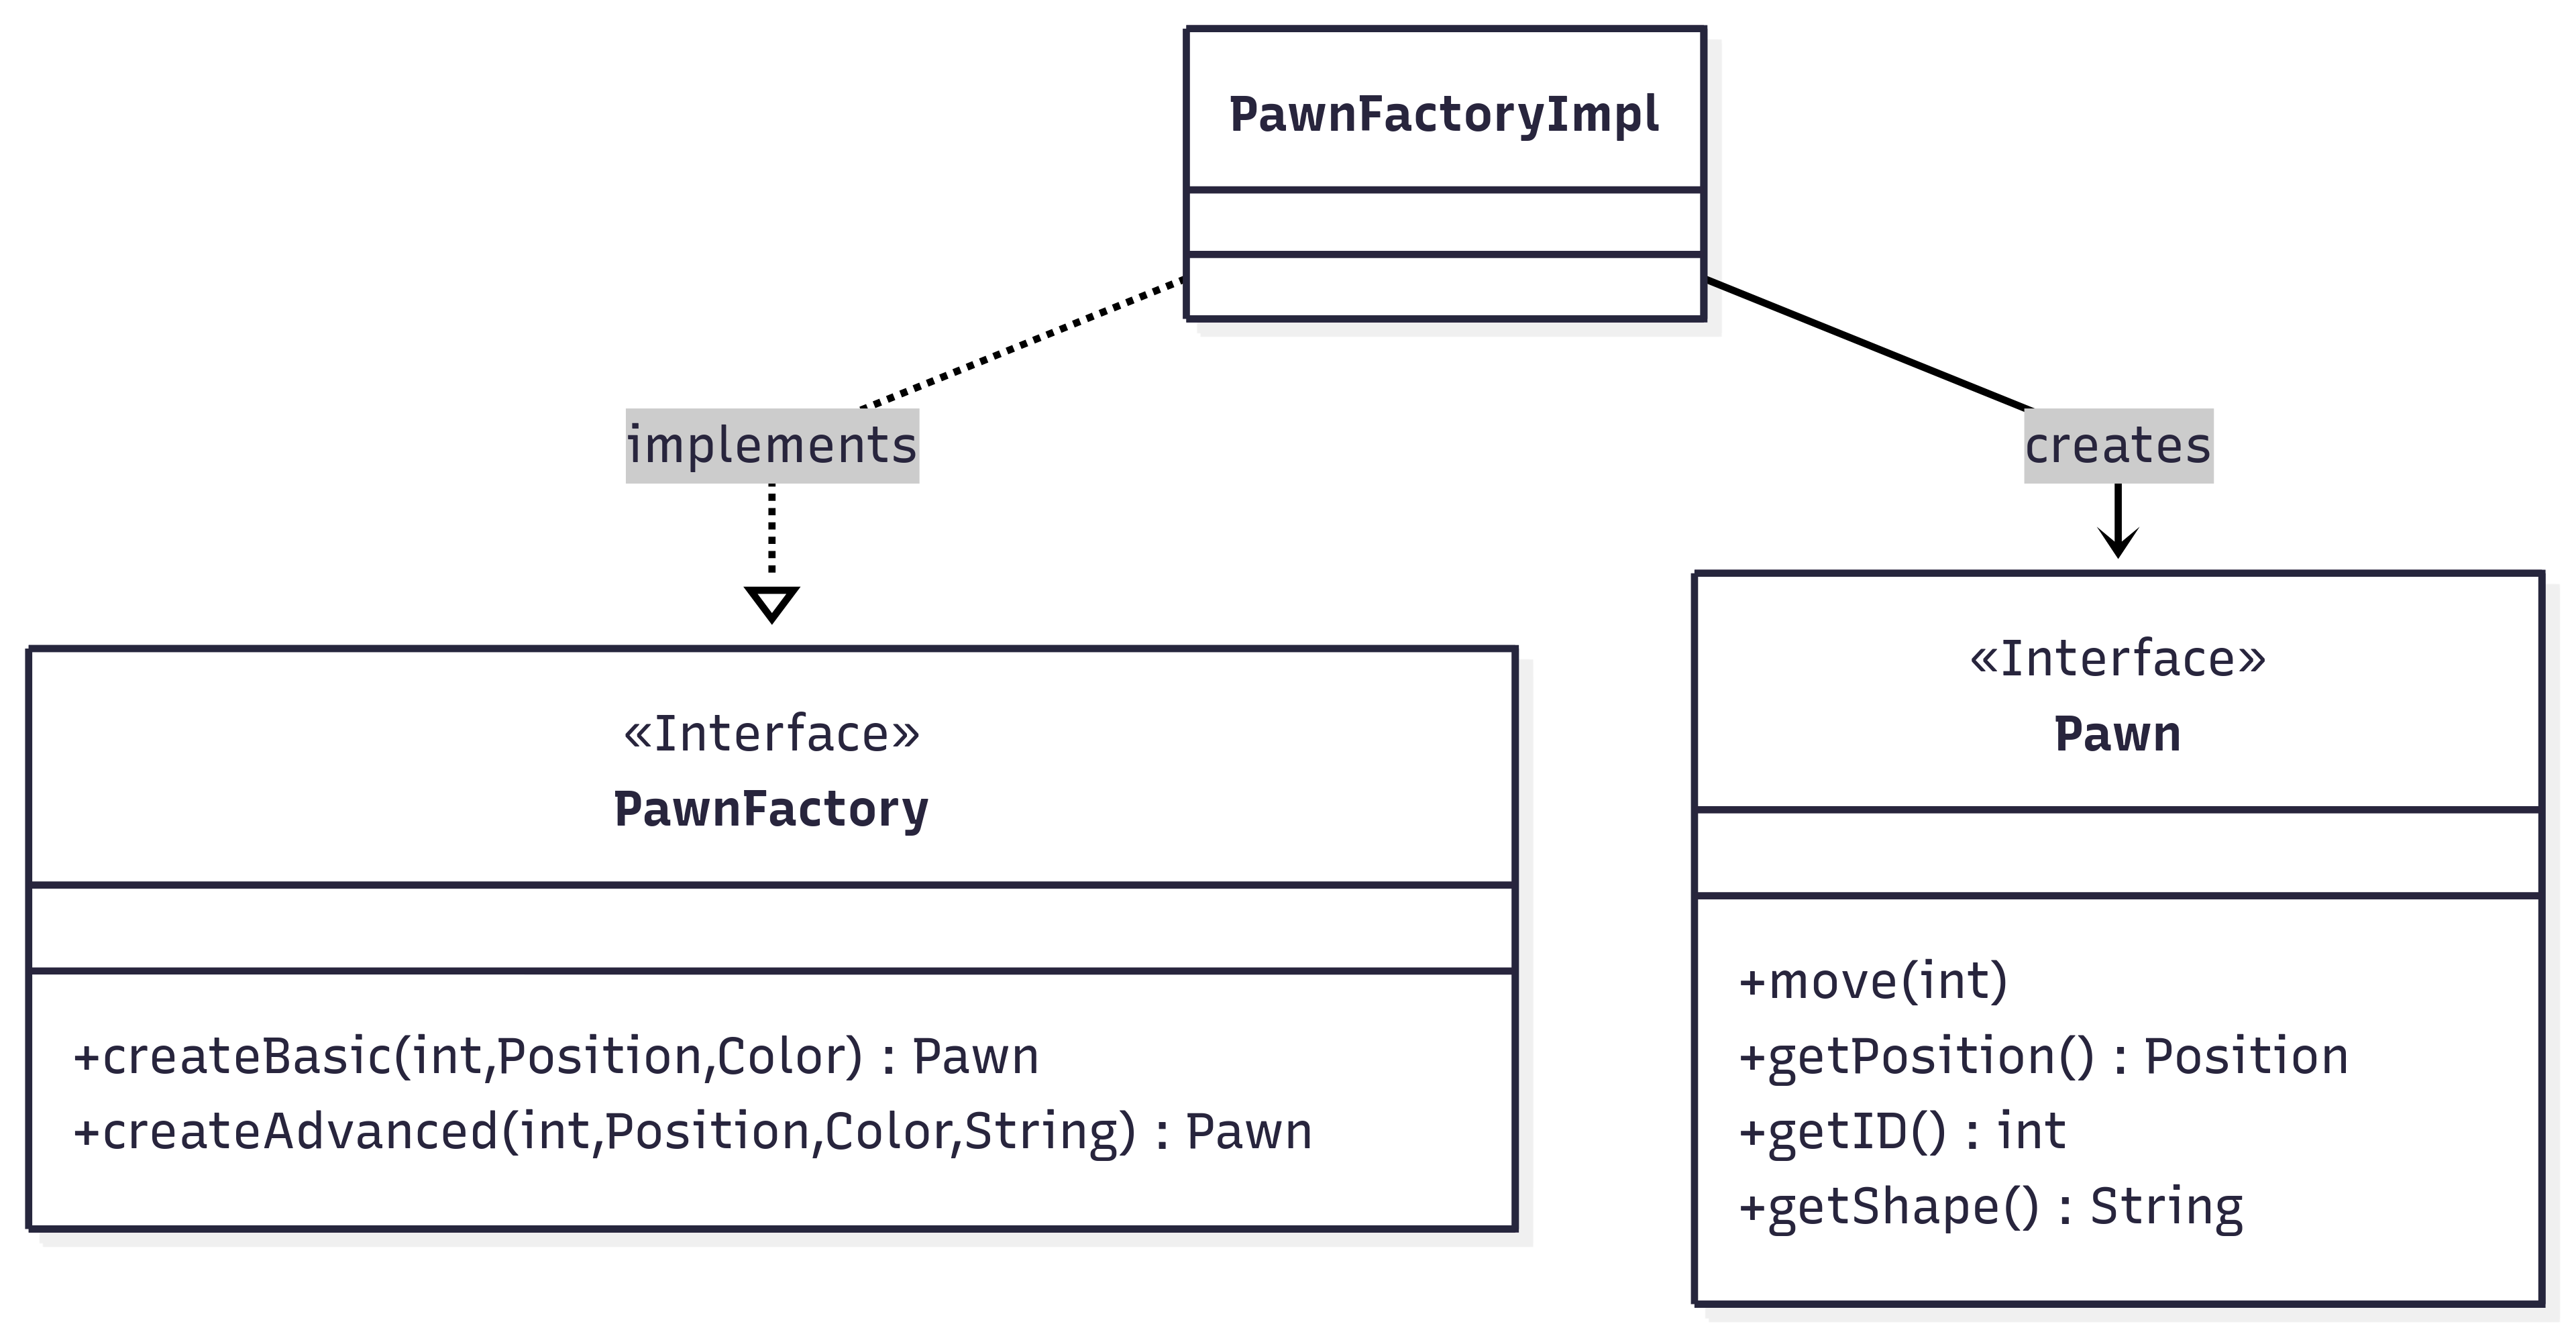 PawnFactoryImpl
implements
creates
«Interface»
PawnFactory
+createBasic(int,Position,Color) : Pawn
+createAdvanced(int,Position,Color,String) : Pawn
«Interface»
Pawn
+move(int)
+getPosition() : Position
+getID() : int
+getShape() : String